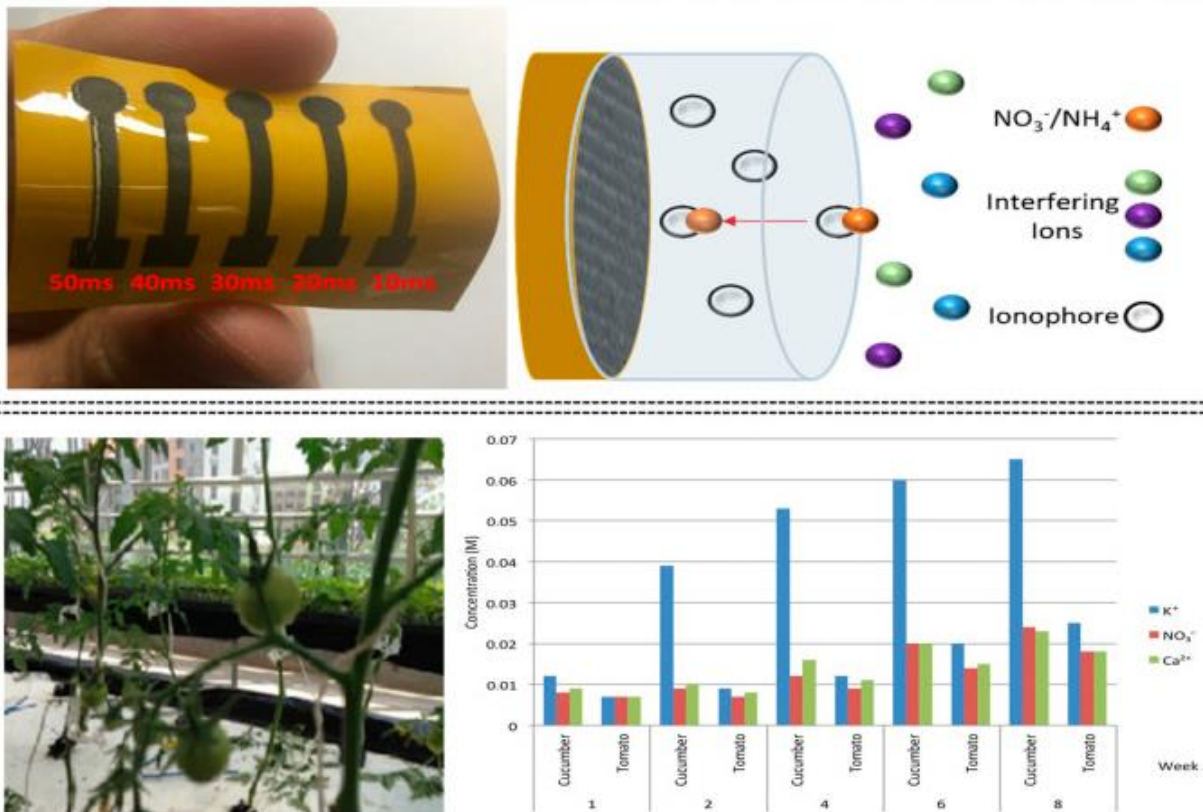 50ms 40ms 30ms 20ms 10ms
NO₃⁻/NH₄⁺
Interfering
Ions
Ionophore
0.07
0.06
0.05
0.04
0.03
0.02
0.01
0
Concentration (M)
K⁺
NO₃⁻
Ca²⁺
Cucumber Tomato Cucumber Tomato Cucumber Tomato Cucumber Tomato Cucumber Tomato
Week
1 2 4 6 8